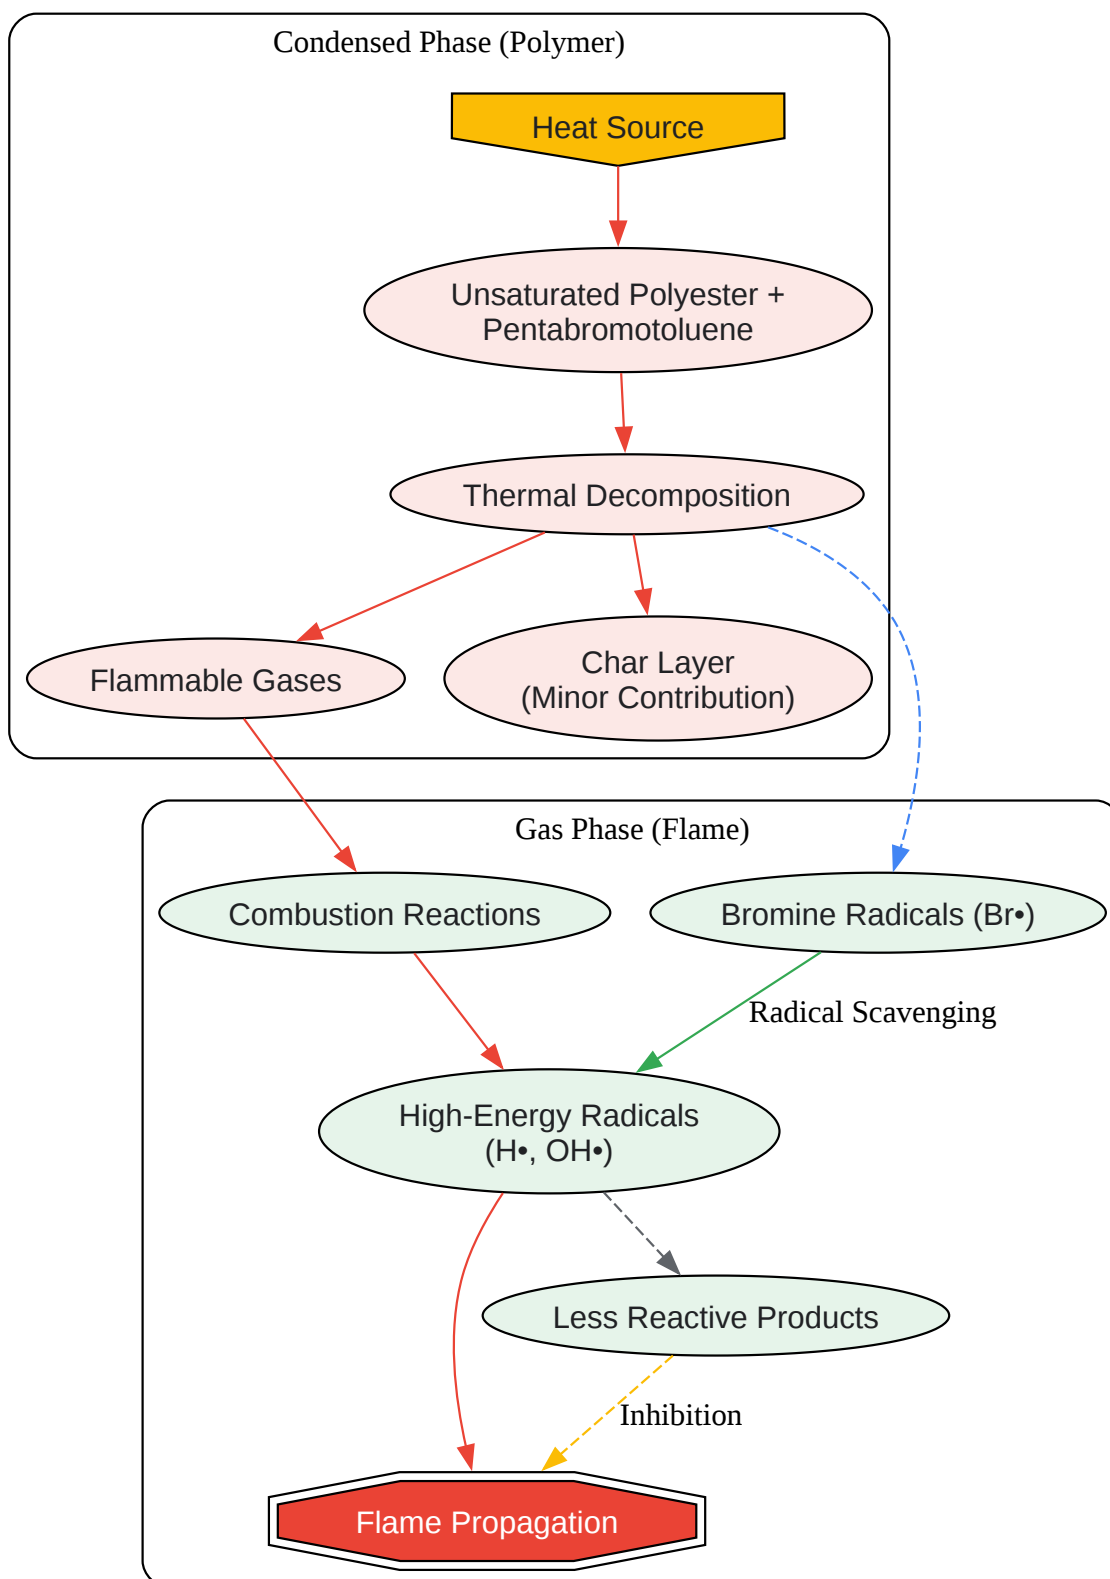 Condensed Phase (Polymer)
Heat Source
Unsaturated Polyester +
Pentabromotoluene
Thermal Decomposition
Flammable Gases
Char Layer
(Minor Contribution)
Gas Phase (Flame)
Combustion Reactions
Bromine Radicals (Br•)
Radical Scavenging
High-Energy Radicals
(H•, OH•)
Less Reactive Products
Inhibition
Flame Propagation